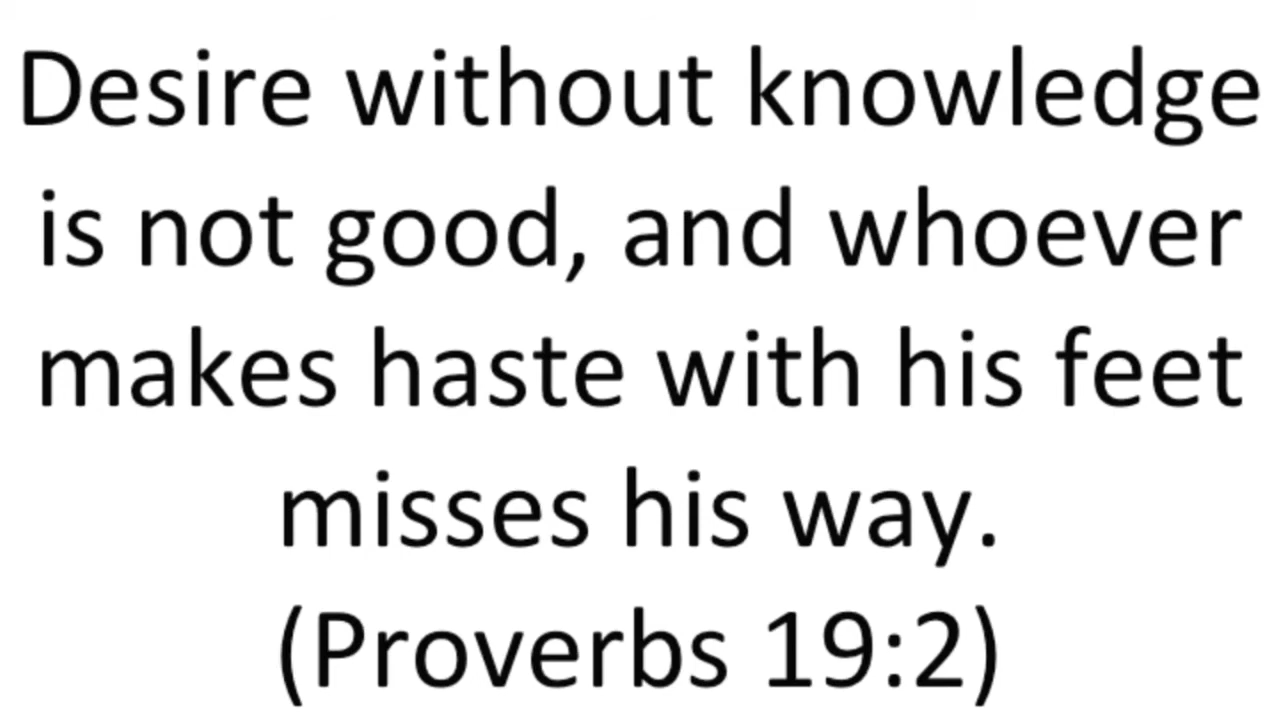 Desire without knowledge
is not good, and whoever
makes haste with his feet
misses his way.
(Proverbs 19:2)